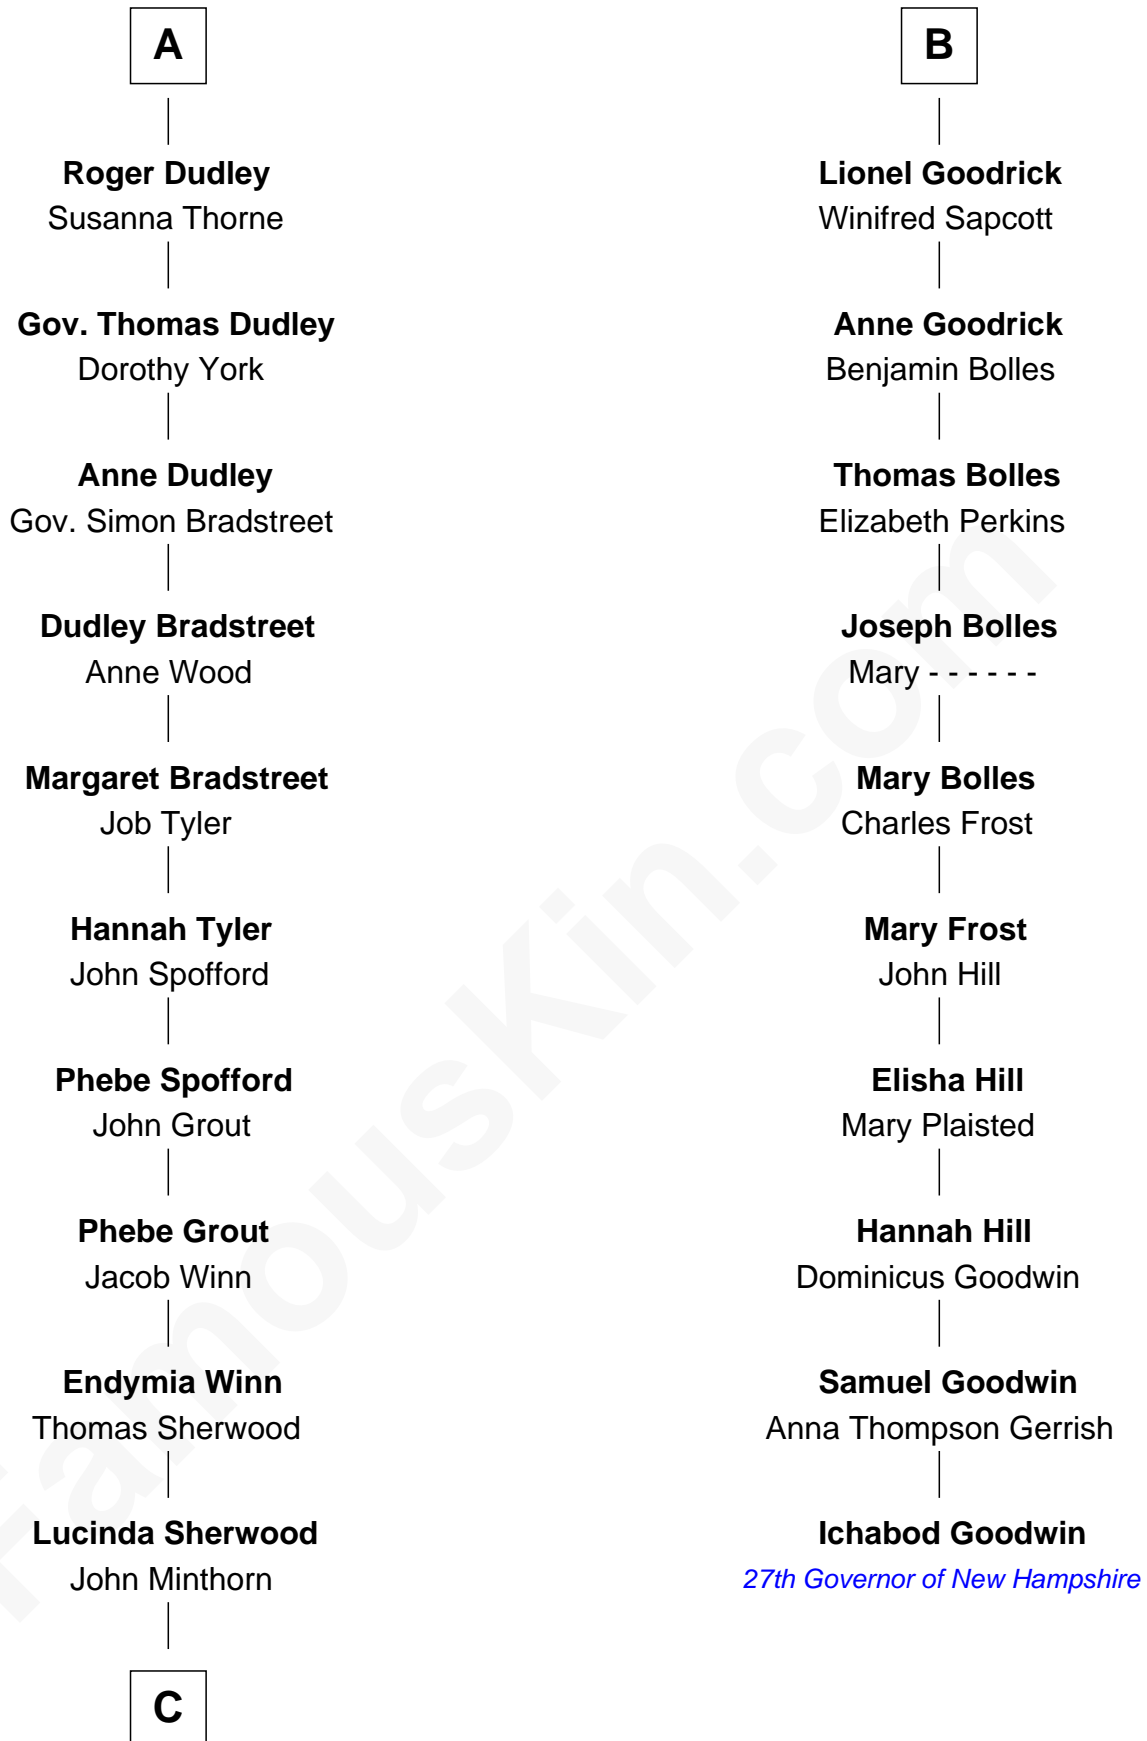 A
Roger Dudley
Susanna Thorne
Gov. Thomas Dudley
Dorothy York
Anne Dudley
Gov. Simon Bradstreet
Dudley Bradstreet
Anne Wood
Margaret Bradstreet
Job Tyler
Hannah Tyler
John Spofford
Phebe Spofford
John Grout
Phebe Grout
Jacob Winn
Endymia Winn
Thomas Sherwood
Lucinda Sherwood
John Minthorn
C
B
Lionel Goodrick
Winifred Sapcott
Anne Goodrick
Benjamin Bolles
Thomas Bolles
Elizabeth Perkins
Joseph Bolles
Mary - - - - - -
Mary Bolles
Charles Frost
Mary Frost
John Hill
Elisha Hill
Mary Plaisted
Hannah Hill
Dominicus Goodwin
Samuel Goodwin
Anna Thompson Gerrish
Ichabod Goodwin
27th Governor of New Hampshire
FamousKin.com